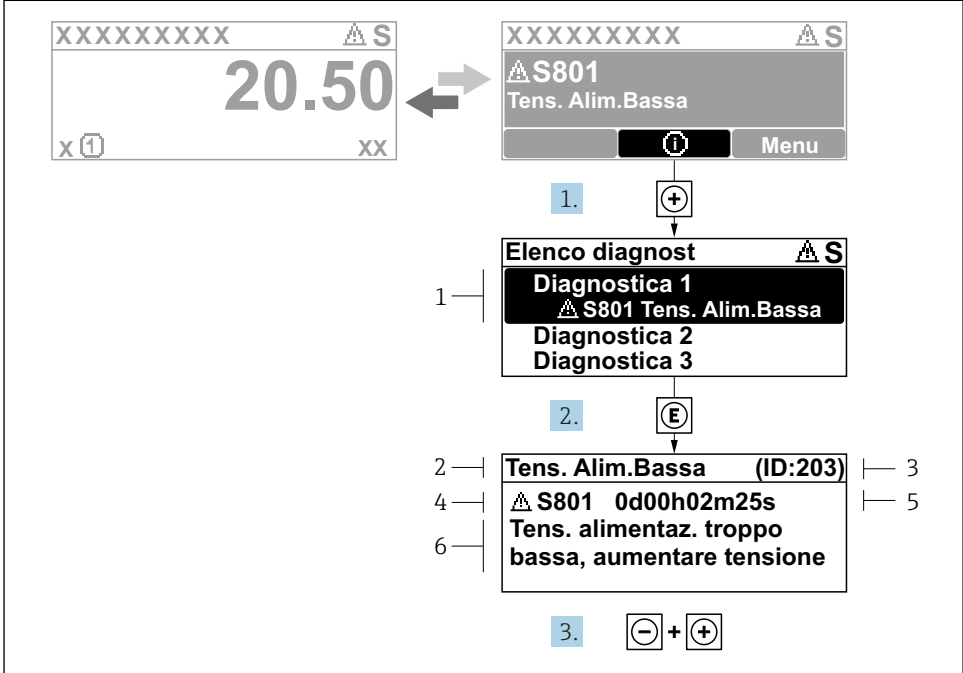 XXXXXXXXX ⚠ S
20.50
x ① xx
XXXXXXXXX ⚠ S
⚠ S801
Tens. Alim.Bassa
ⓘ Menu
1. +
Elenco diagnost ⚠ S
1
Diagnostica 1
⚠ S801 Tens. Alim.Bassa
Diagnostica 2
Diagnostica 3
2. E
2 Tens. Alim.Bassa (ID:203) 3
4 ⚠ S801 0d00h02m25s 5
6
Tens. alimentaz. troppo
bassa, aumentare tensione
3. − + +